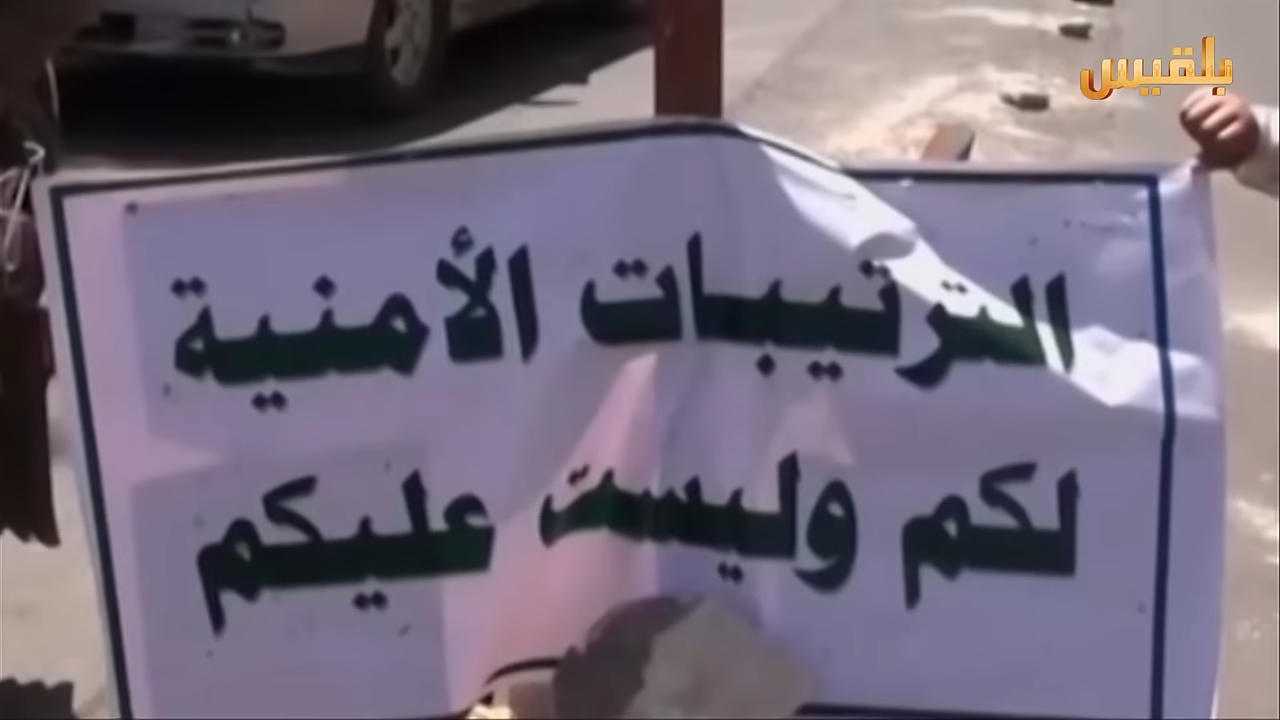 بلقيس
الترتيبات الأمنية
لكم وليست عليكم